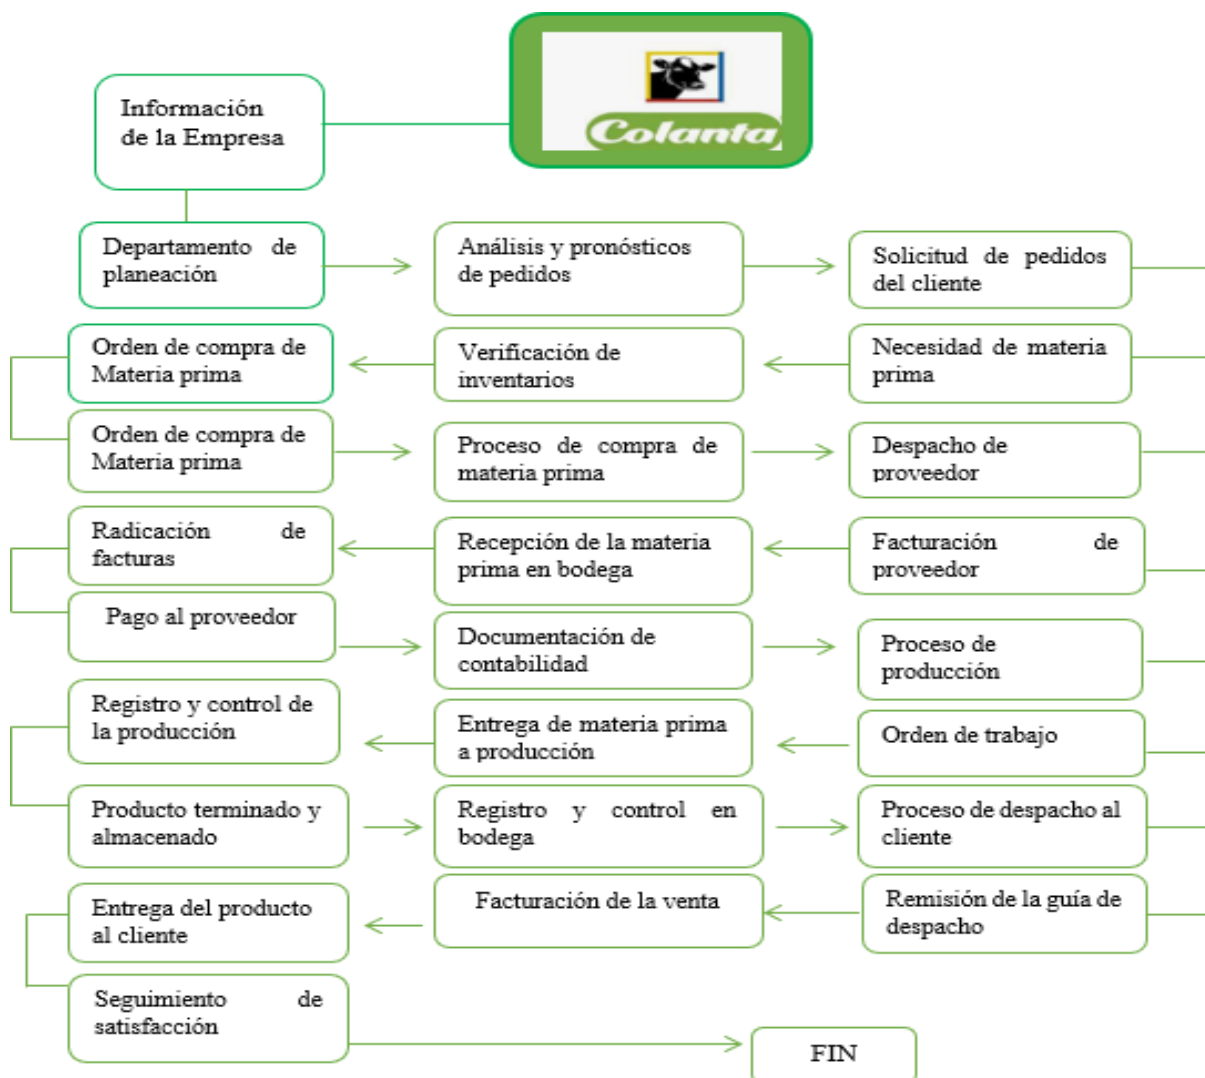 Colanta
Información
de la Empresa
Departamento de
planeación
Análisis y pronósticos
de pedidos
Solicitud de pedidos
del cliente
Orden de compra de
Materia prima
Verificación de
inventarios
Necesidad de materia
prima
Orden de compra de
Materia prima
Proceso de compra de
materia prima
Despacho de
proveedor
Radicación de
facturas
Recepción de la materia
prima en bodega
Facturación de
proveedor
Pago al proveedor
Documentación de
contabilidad
Proceso de
producción
Registro y control de
la producción
Entrega de materia prima
a producción
Orden de trabajo
Producto terminado y
almacenado
Registro y control en
bodega
Proceso de despacho al
cliente
Entrega del producto
al cliente
Facturación de la venta
Remisión de la guía de
despacho
Seguimiento de
satisfacción
FIN